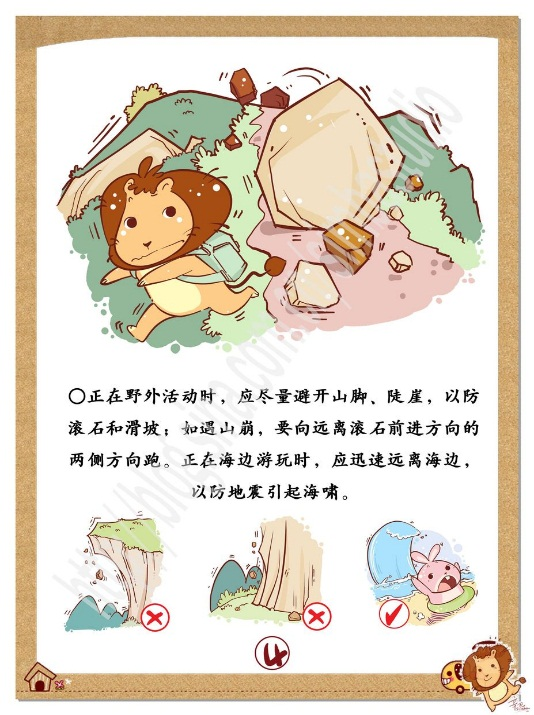 〇正在野外活动时，应尽量避开山脚、陡崖，以防
滚石和滑坡；如遇山崩，要向远离滚石前进方向的
两侧方向跑。正在海边游玩时，应迅速远离海边，
以防地震引起海啸。
4